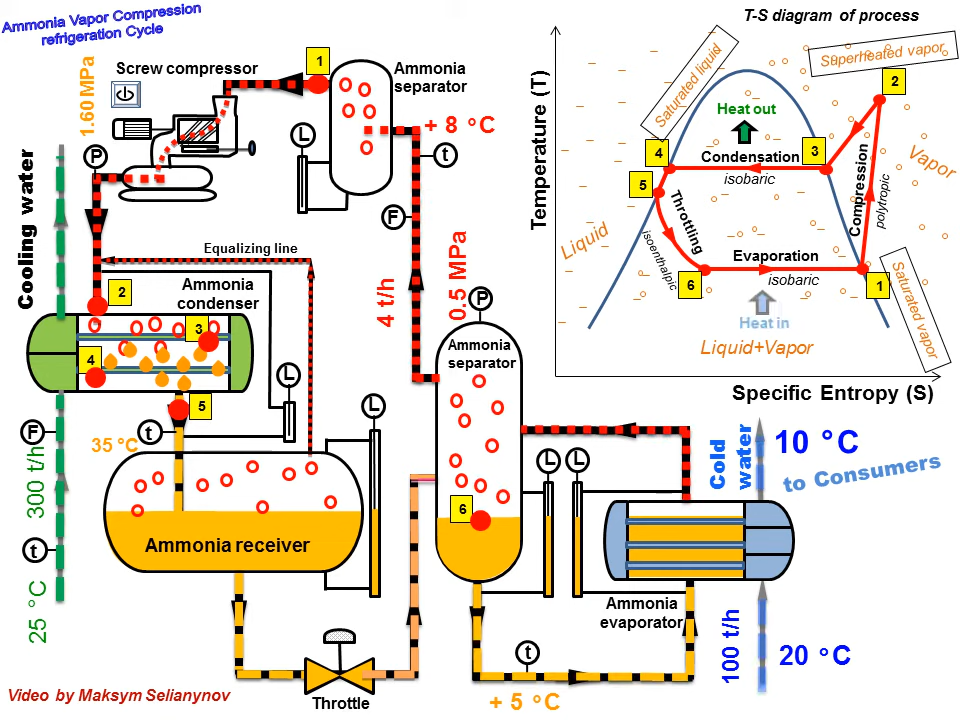 Ammonia Vapor Compression
refrigeration Cycle
Screw compressor
1
Ammonia
separator
1.60 MPa
P
L
+ 8 °C
t
F
Cooling water
Equalizing line
4 t/h
0.5 MPa
P
2
Ammonia
condenser
3
4
5
L
L
Ammonia
separator
F
35 °C
t
300 t/h
t
25 °C
Ammonia receiver
6
L
L
Cold
water
10 °C
to Consumers
Ammonia
evaporator
100 t/h
20 °C
t
+ 5 °C
Throttle
Video by Maksym Selianynov
T-S diagram of process
Temperature (T)
Saturated liquid
Superheated vapor
2
Heat out
4
Condensation
isobaric
3
Vapor
5
Throttling
isoenthalpic
Compression
polytropic
Liquid
Evaporation
isobaric
6
1
Saturated vapor
Heat in
Liquid+Vapor
Specific Entropy (S)